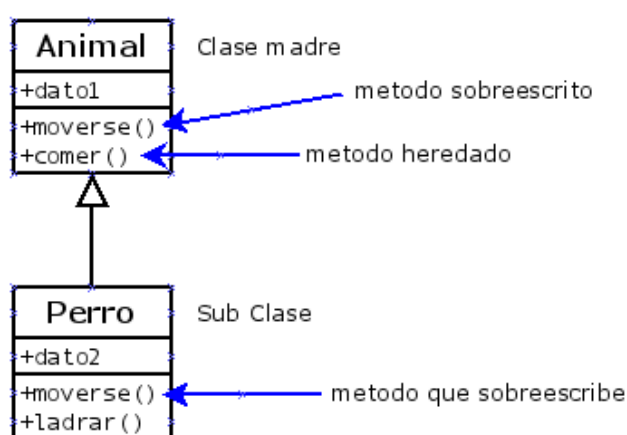 Animal
Clase madre
+dato1
metodo sobreescrito
+moverse()
+comer()
metodo heredado
Perro
Sub Clase
+dato2
+moverse()
metodo que sobreescribe
+ladrar()